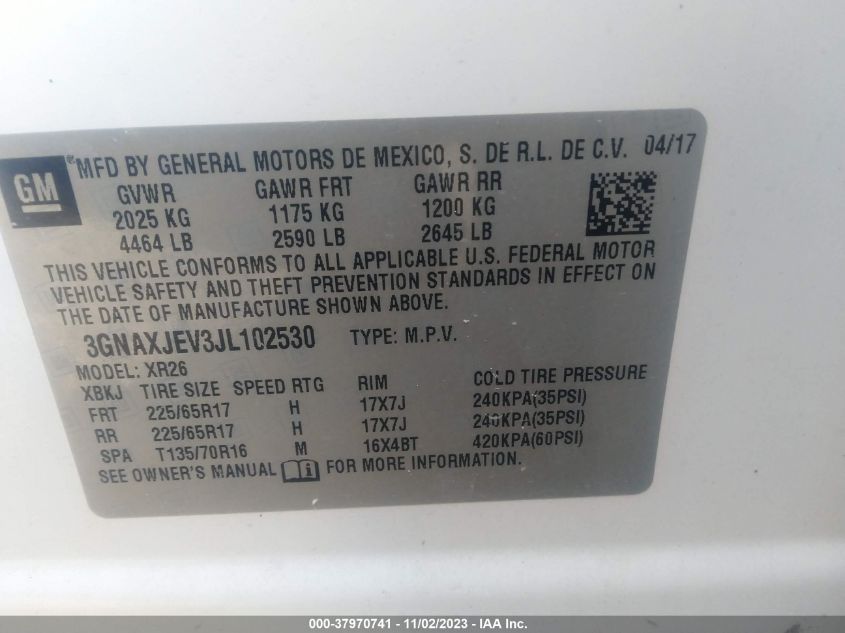 GM
® MFD BY GENERAL MOTORS DE MEXICO, S. DE R.L. DE C.V. 04/17
GVWR GAWR FRT GAWR RR
2025 KG 1175 KG 1200 KG
4464 LB 2590 LB 2645 LB
THIS VEHICLE CONFORMS TO ALL APPLICABLE U.S. FEDERAL MOTOR
VEHICLE SAFETY AND THEFT PREVENTION STANDARDS IN EFFECT ON
THE DATE OF MANUFACTURE SHOWN ABOVE.
3GNAXJEV3JL102530 TYPE: M.P.V.
MODEL: XR26
XBKJ TIRE SIZE SPEED RTG RIM COLD TIRE PRESSURE
FRT 225/65R17 H 17X7J 240KPA(35PSI)
RR 225/65R17 H 17X7J 240KPA(35PSI)
SPA T135/70R16 M 16X4BT 420KPA(60PSI)
SEE OWNER'S MANUAL FOR MORE INFORMATION.
000-37970741 - 11/02/2023 - IAA Inc.